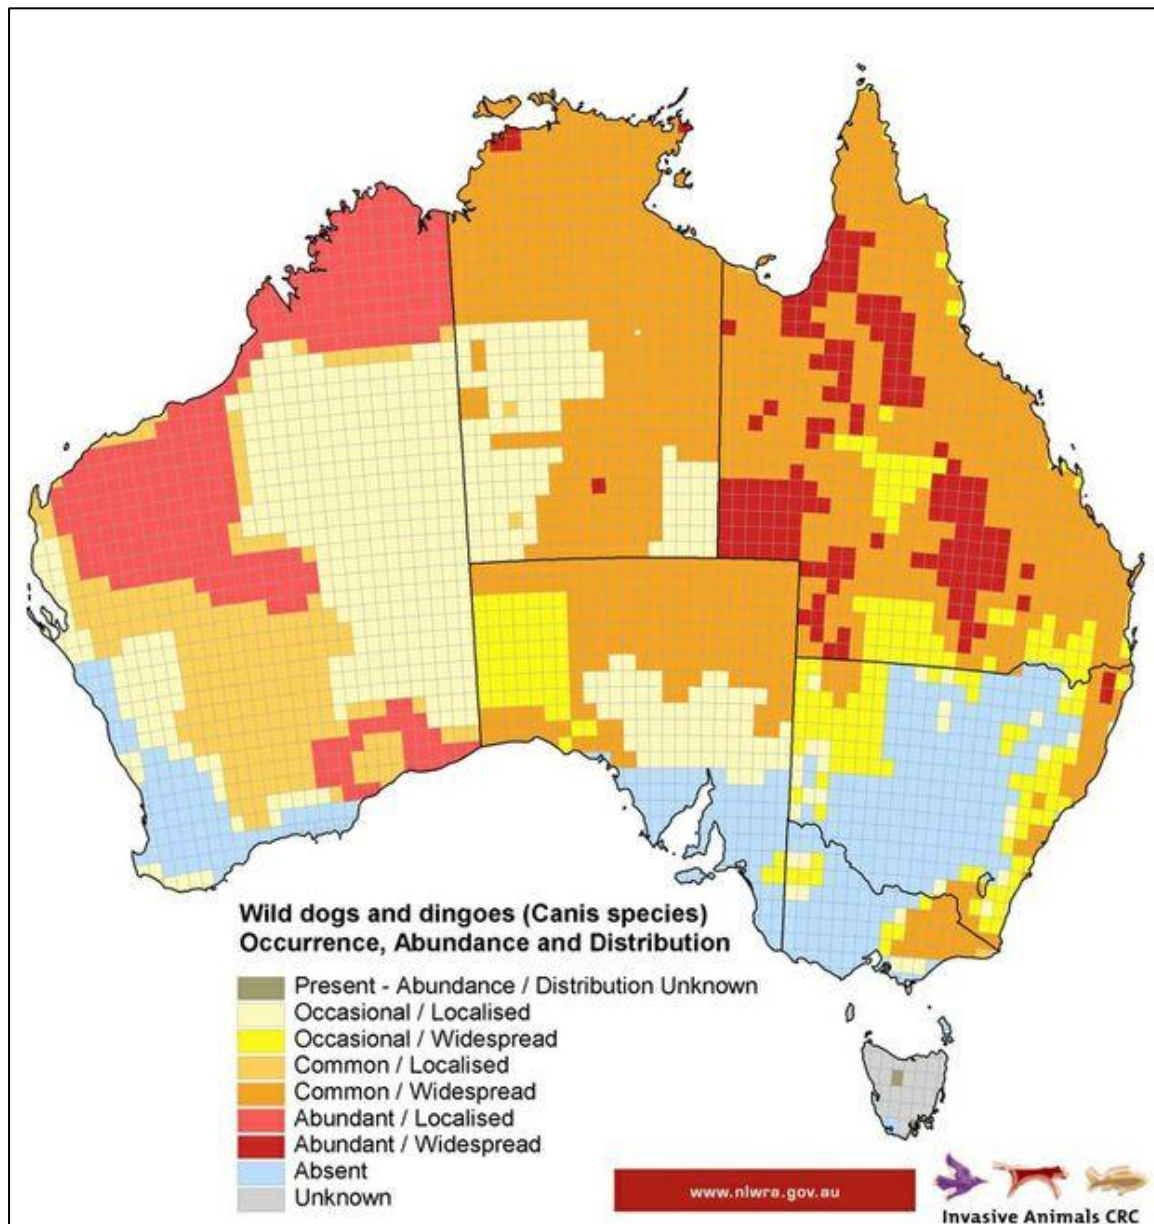 Wild dogs and dingoes (Canis species)
Occurrence, Abundance and Distribution
Present - Abundance / Distribution Unknown
Occasional / Localised
Occasional / Widespread
Common / Localised
Common / Widespread
Abundant / Localised
Abundant / Widespread
Absent
Unknown
www.nlwra.gov.au
Invasive Animals CRC